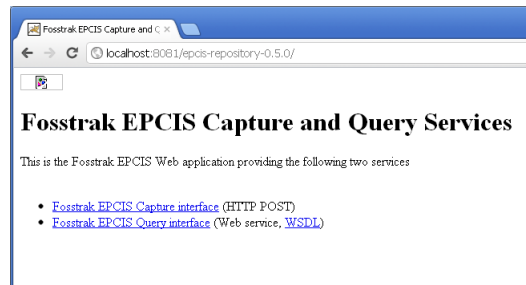 Fosstrak EPCIS Capture and Q
localhost:8081/epcis-repository-0.5.0/
Fosstrak EPCIS Capture and Query Services
This is the Fosstrak EPCIS Web application providing the following two services
Fosstrak EPCIS Capture interface (HTTP POST)
Fosstrak EPCIS Query interface (Web service, WSDL)